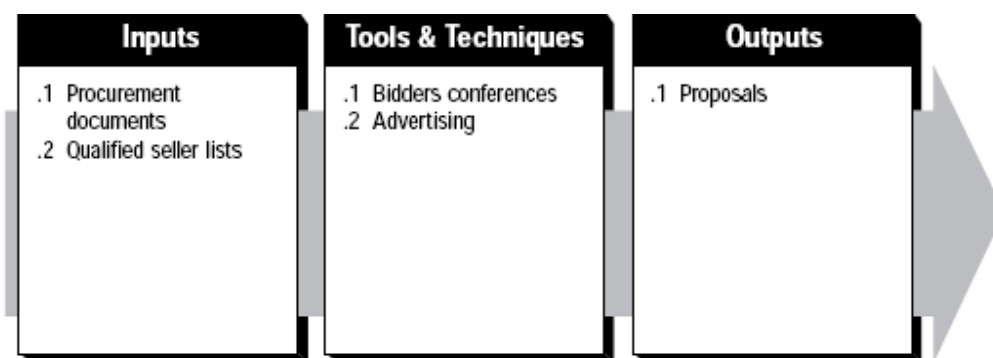 Inputs
.1 Procurement
documents
.2 Qualified seller lists
Tools & Techniques
.1 Bidders conferences
.2 Advertising
Outputs
.1 Proposals